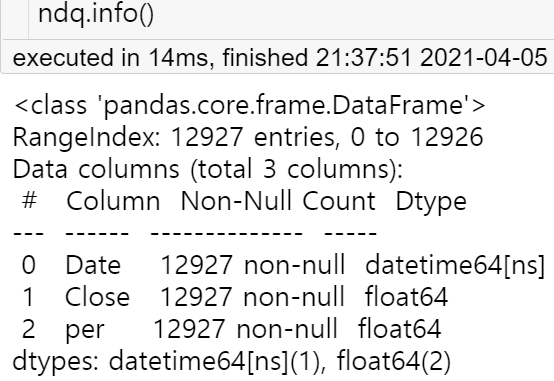 ndq.info()
executed in 14ms, finished 21:37:51 2021-04-05
<class 'pandas.core.frame.DataFrame'>
RangeIndex: 12927 entries, 0 to 12926
Data columns (total 3 columns):
 #   Column  Non-Null Count  Dtype
---  ------  --------------  -----
 0   Date    12927 non-null  datetime64[ns]
 1   Close   12927 non-null  float64
 2   per     12927 non-null  float64
dtypes: datetime64[ns](1), float64(2)